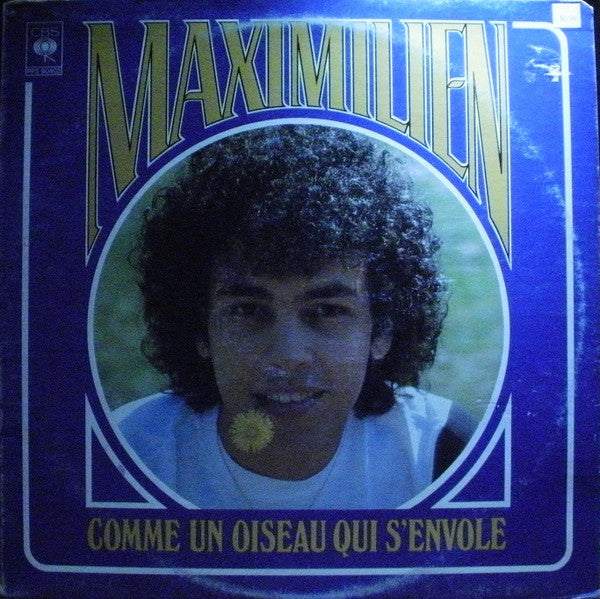 CBS
MAXIMILIEN
COMME UN OISEAU QUI S'ENVOLE